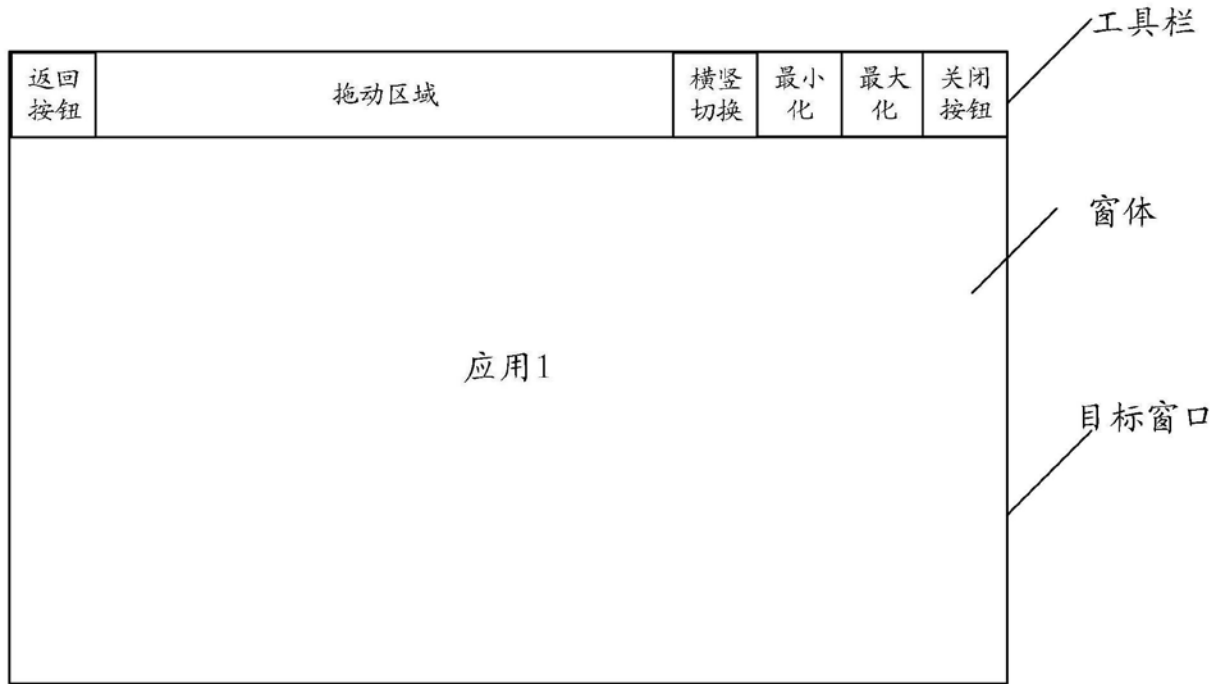 工具栏
返回
按钮
拖动区域
横竖
切换
最小
化
最大
化
关闭
按钮
窗体
应用1
目标窗口